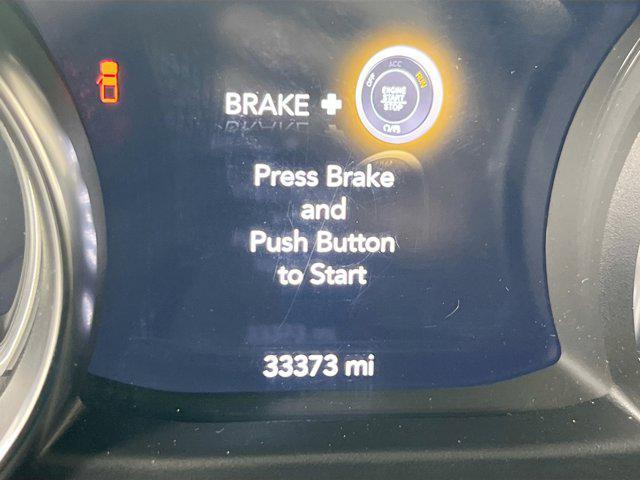 ACC
OFF
RUN
ENGINE
START
STOP
BRAKE +
Press Brake
and
Push Button
to Start
33373 mi